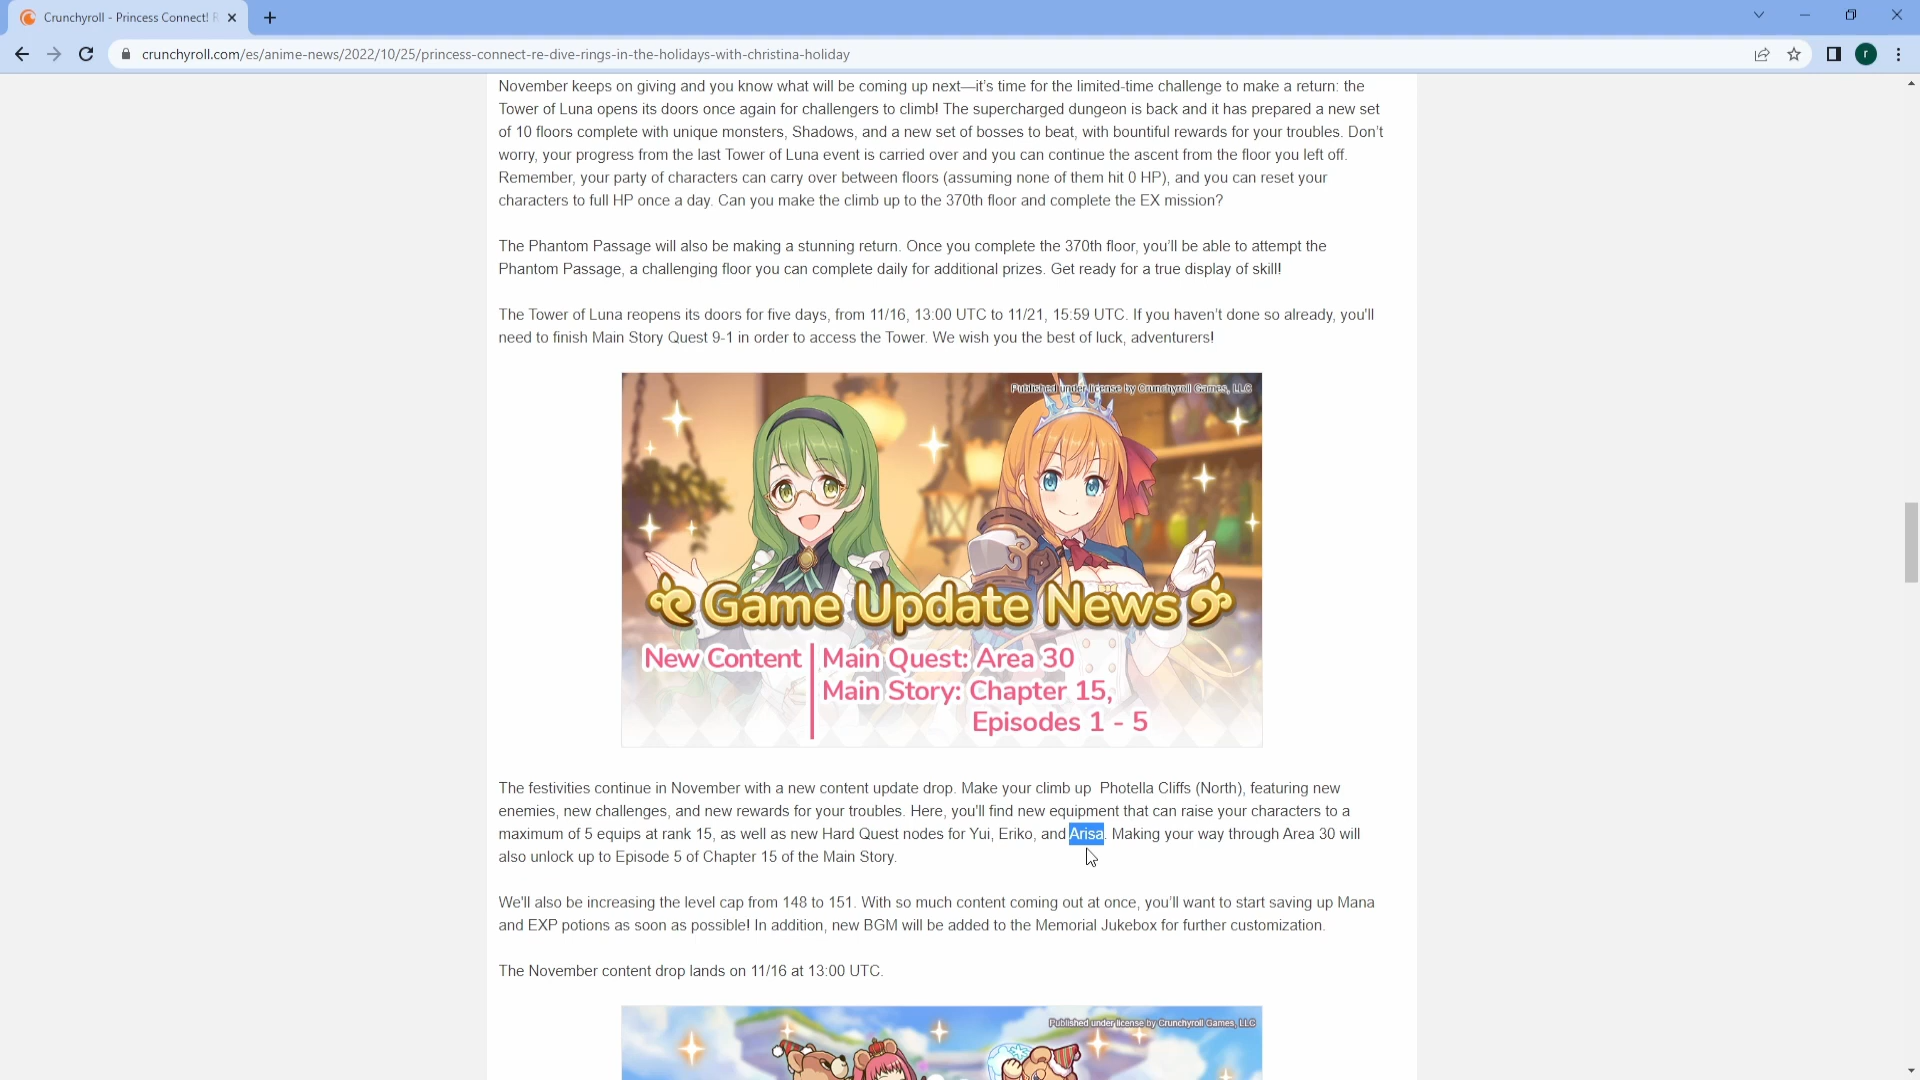 Crunchyroll - Princess Connect! R
crunchyroll.com/es/anime-news/2022/10/25/princess-connect-re-dive-rings-in-the-holidays-with-christina-holiday
r
November keeps on giving and you know what will be coming up next—it's time for the limited-time challenge to make a return: the
Tower of Luna opens its doors once again for challengers to climb! The supercharged dungeon is back and it has prepared a new set
of 10 floors complete with unique monsters, Shadows, and a new set of bosses to beat, with bountiful rewards for your troubles. Don't
worry, your progress from the last Tower of Luna event is carried over and you can continue the ascent from the floor you left off.
Remember, your party of characters can carry over between floors (assuming none of them hit 0 HP), and you can reset your
characters to full HP once a day. Can you make the climb up to the 370th floor and complete the EX mission?
The Phantom Passage will also be making a stunning return. Once you complete the 370th floor, you'll be able to attempt the
Phantom Passage, a challenging floor you can complete daily for additional prizes. Get ready for a true display of skill!
The Tower of Luna reopens its doors for five days, from 11/16, 13:00 UTC to 11/21, 15:59 UTC. If you haven't done so already, you'll
need to finish Main Story Quest 9-1 in order to access the Tower. We wish you the best of luck, adventurers!
Published under license by Crunchyroll Games, LLC
Game Update News
New Content
Main Quest: Area 30
Main Story: Chapter 15,
Episodes 1 - 5
The festivities continue in November with a new content update drop. Make your climb up Photella Cliffs (North), featuring new
enemies, new challenges, and new rewards for your troubles. Here, you'll find new equipment that can raise your characters to a
maximum of 5 equips at rank 15, as well as new Hard Quest nodes for Yui, Eriko, and Arisa. Making your way through Area 30 will
also unlock up to Episode 5 of Chapter 15 of the Main Story.
We'll also be increasing the level cap from 148 to 151. With so much content coming out at once, you'll want to start saving up Mana
and EXP potions as soon as possible! In addition, new BGM will be added to the Memorial Jukebox for further customization.
The November content drop lands on 11/16 at 13:00 UTC.
Published under license by Crunchyroll Games, LLC